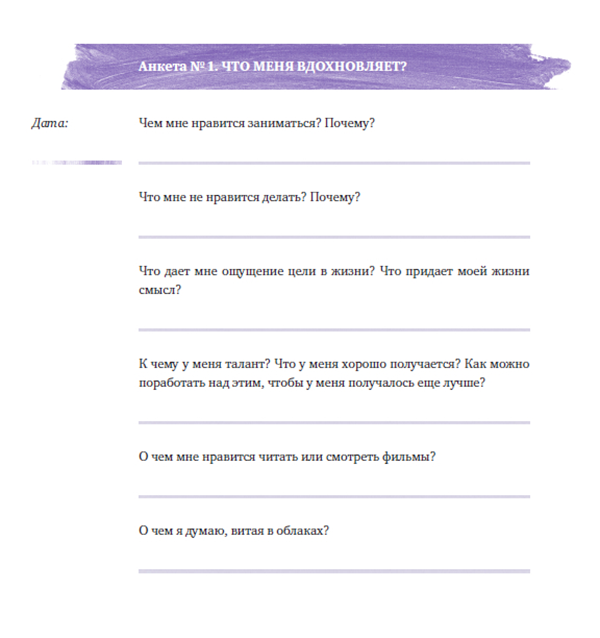 Анкета № 1. ЧТО МЕНЯ ВДОХНОВЛЯЕТ?
Дата:
Чем мне нравится заниматься? Почему?
Что мне не нравится делать? Почему?
Что дает мне ощущение цели в жизни? Что придает моей жизни
смысл?
К чему у меня талант? Что у меня хорошо получается? Как можно
поработать над этим, чтобы у меня получалось еще лучше?
О чем мне нравится читать или смотреть фильмы?
О чем я думаю, витая в облаках?